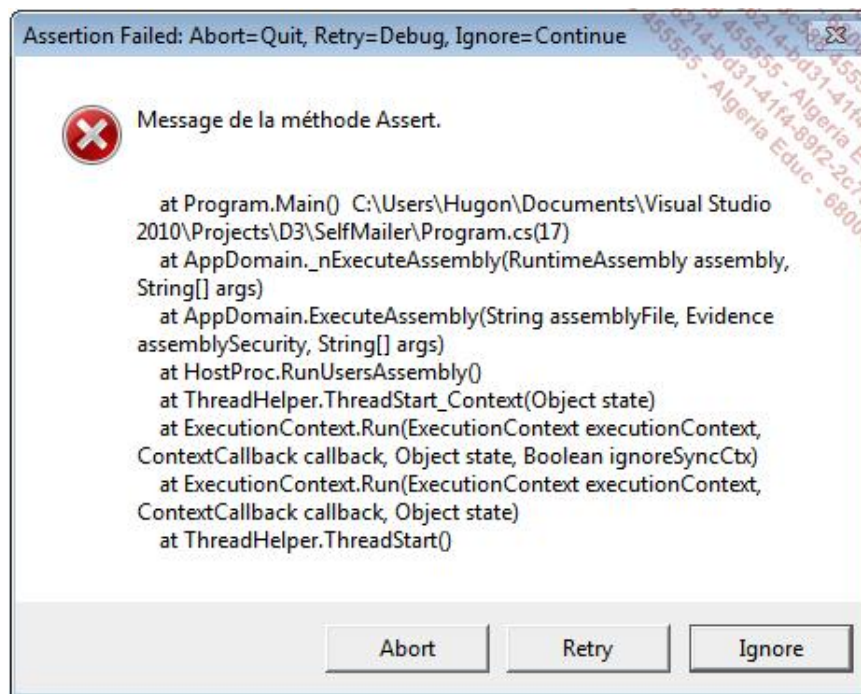 Assertion Failed: Abort=Quit, Retry=Debug, Ignore=Continue
Message de la méthode Assert.
at Program.Main() C:\Users\Hugon\Documents\Visual Studio
2010\Projects\D3\SelfMailer\Program.cs(17)
at AppDomain._nExecuteAssembly(RuntimeAssembly assembly,
String[] args)
at AppDomain.ExecuteAssembly(String assemblyFile, Evidence
assemblySecurity, String[] args)
at HostProc.RunUsersAssembly()
at ThreadHelper.ThreadStart_Context(Object state)
at ExecutionContext.Run(ExecutionContext executionContext,
ContextCallback callback, Object state, Boolean ignoreSyncCtx)
at ExecutionContext.Run(ExecutionContext executionContext,
ContextCallback callback, Object state)
at ThreadHelper.ThreadStart()
Abort
Retry
Ignore
455555 - Algeria Educ - 6800